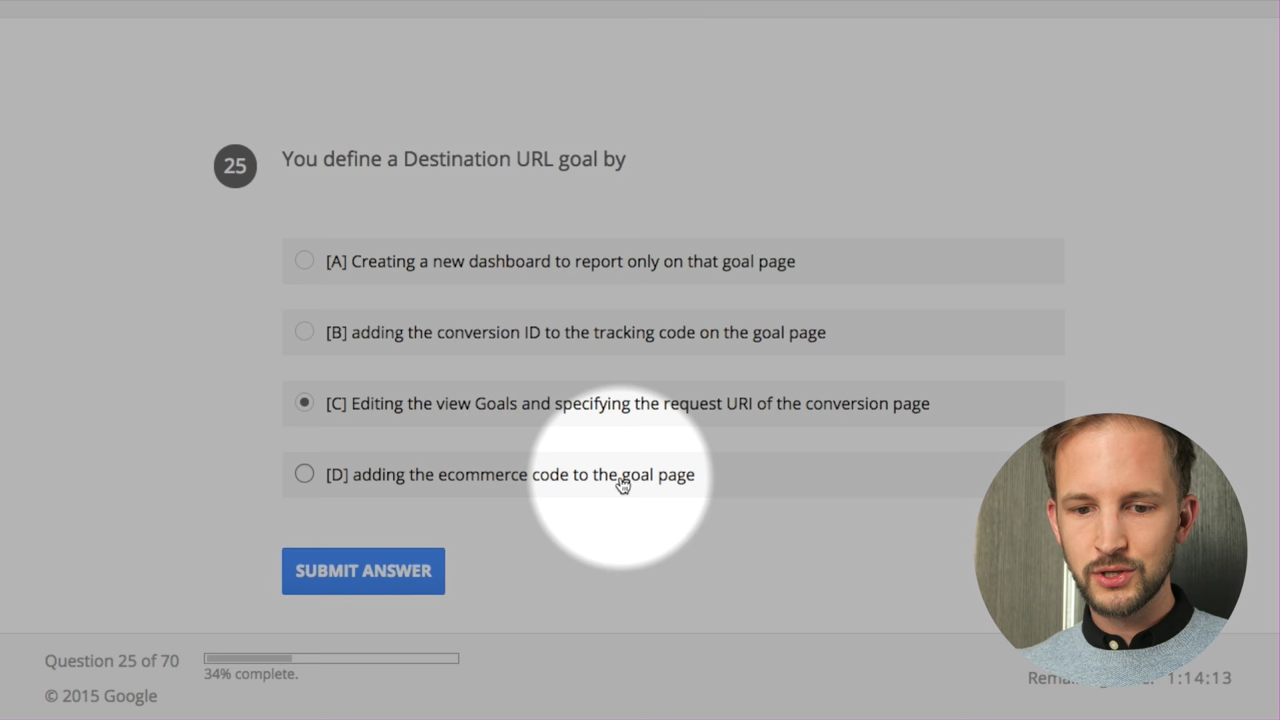 25
You define a Destination URL goal by
[A] Creating a new dashboard to report only on that goal page
[B] adding the conversion ID to the tracking code on the goal page
[C] Editing the view Goals and specifying the request URI of the conversion page
[D] adding the ecommerce code to the goal page
SUBMIT ANSWER
Question 25 of 70
34% complete.
© 2015 Google
1:14:13